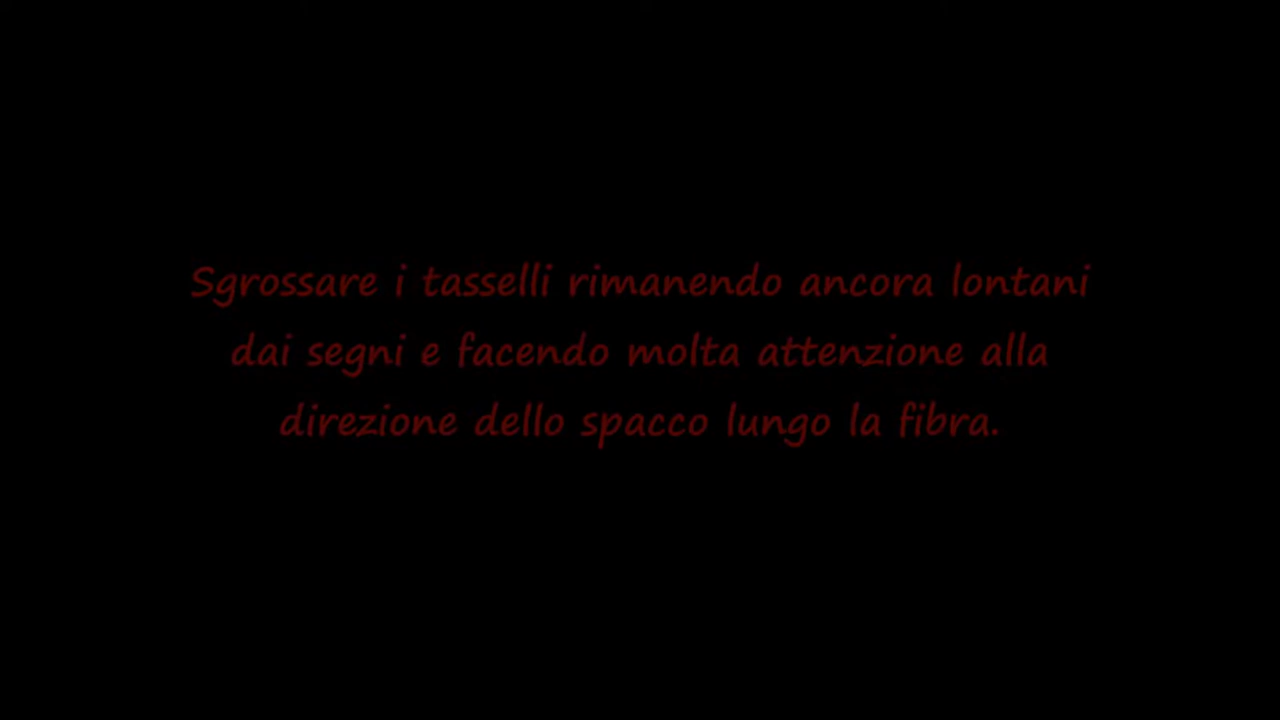 Sgrossare i tasselli rimanendo ancora lontani
dai segni e facendo molta attenzione alla
direzione dello spacco lungo la fibra.